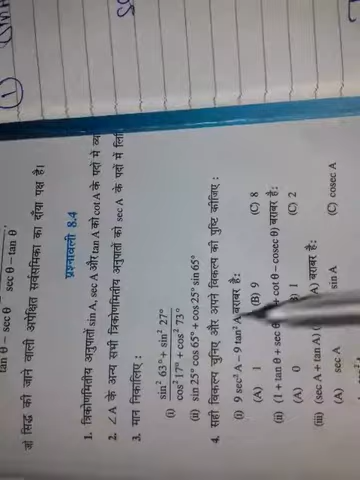 tan θ – sec θ sec θ – tan θ
जो सिद्ध की जाने वाली अपेक्षित सर्वसमिका का दाँया पक्ष है।
प्रश्नावली 8.4
1. त्रिकोणमितीय अनुपातों sin A, sec A और tan A को cot A के पदों में
2. ∠A के अन्य सभी त्रिकोणमितीय अनुपातों को sec A के पदों में
3. मान निकालिए :
(i) sin² 63° + sin² 27° / cos² 17° + cos² 73°
(ii) sin 25° cos 65° + cos 25° sin 65°
4. सही विकल्प चुनिए और अपने विकल्प की पुष्टि कीजिए :
(i) 9 sec² A – 9 tan² A बराबर है:
(A) 1 (B) 9 (C) 8
(ii) (1 + tan θ + sec θ cot θ – cosec θ) बराबर है:
(A) 0 1 (C) 2
(iii) (sec A + tan A) ( A) बराबर है:
(A) sec A sin A (C) cosec A